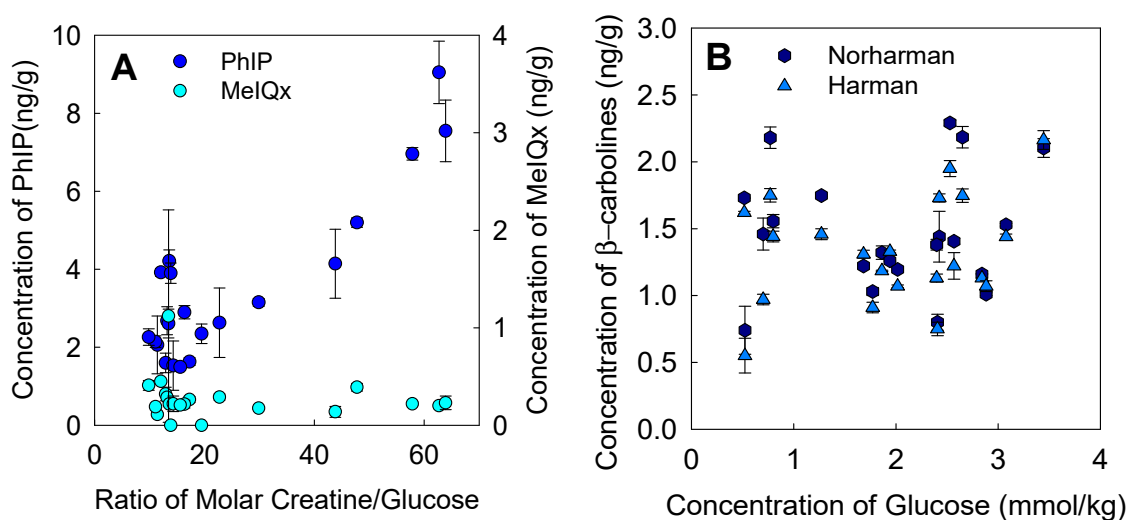 A
PhIP
MeIQx
Concentration of PhIP(ng/g)
10
8
6
4
2
0
Concentration of MeIQx (ng/g)
4
3
2
1
0
0 20 40 60
Ratio of Molar Creatine/Glucose
B
Norharman
Harman
Concentration of β–carbolines (ng/g)
3.0
2.5
2.0
1.5
1.0
0.5
0.0
0 1 2 3 4
Concentration of Glucose (mmol/kg)